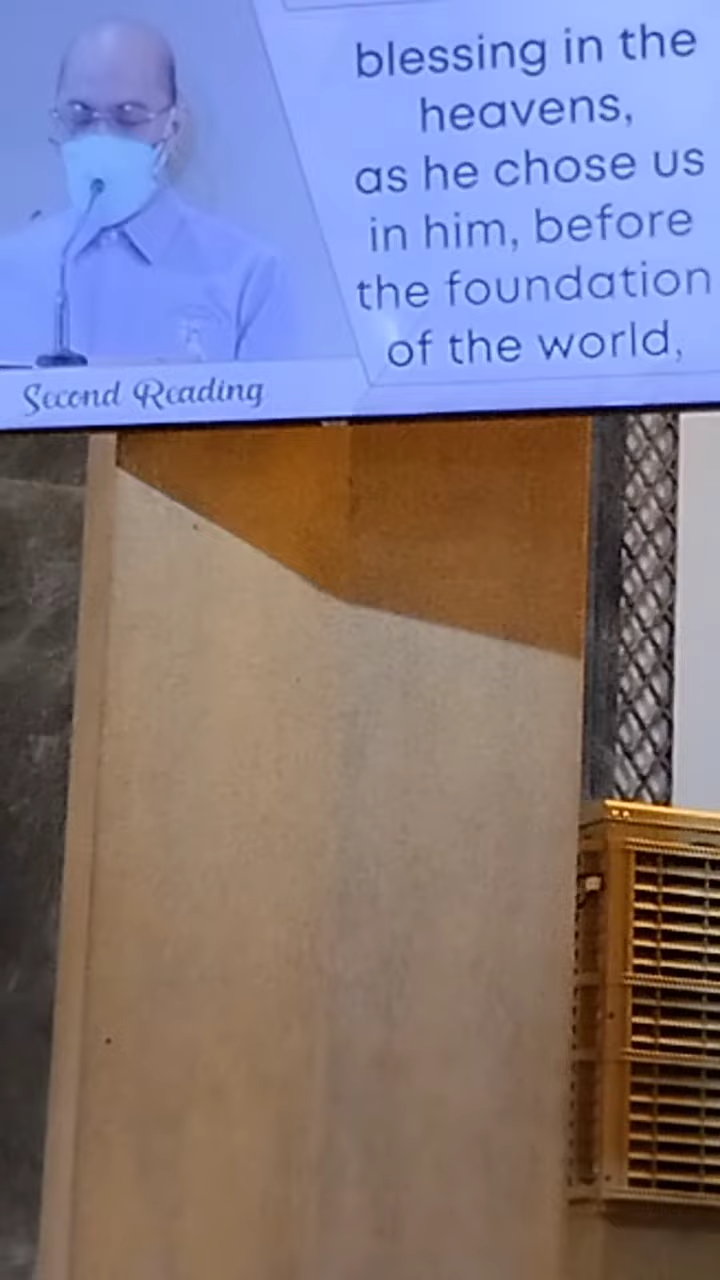 blessing in the
heavens,
as he chose us
in him, before
the foundation
of the world,
Second Reading